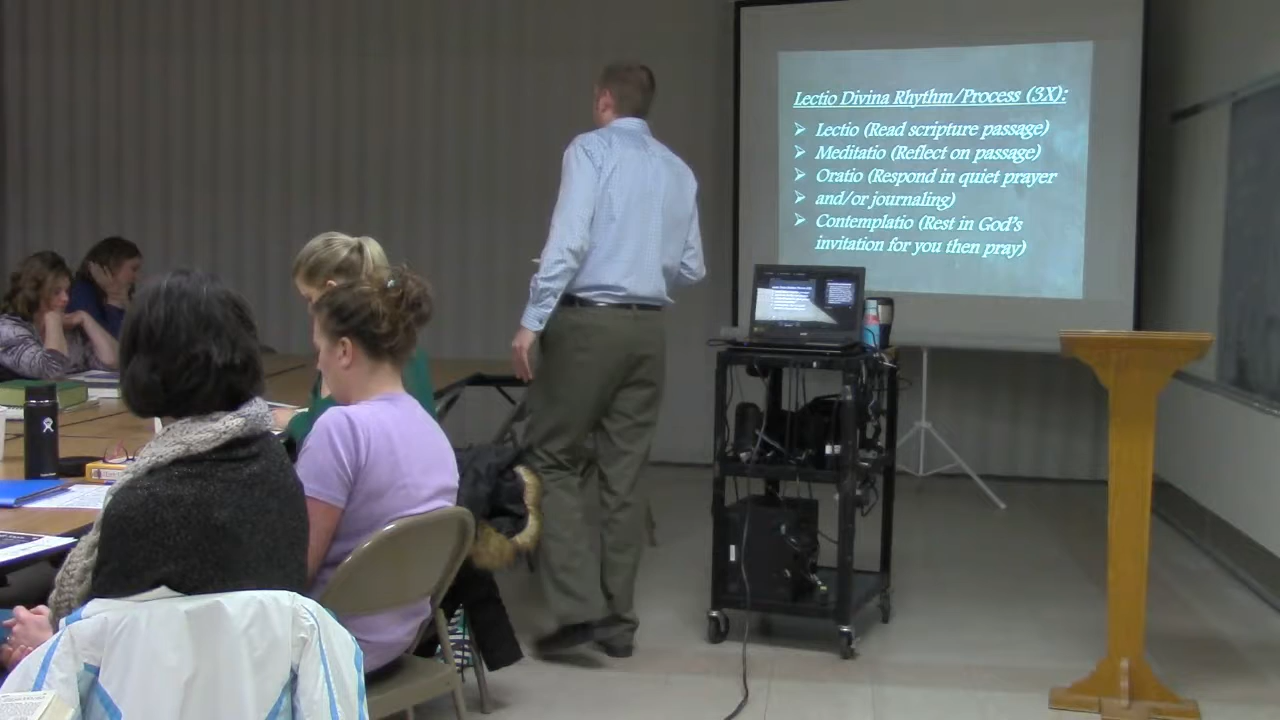 Lectio Divina Rhythm/Process (3X):
➢ Lectio (Read scripture passage)
➢ Meditatio (Reflect on passage)
➢ Oratio (Respond in quiet prayer
➢ and/or journaling)
➢ Contemplatio (Rest in God's
invitation for you then pray)